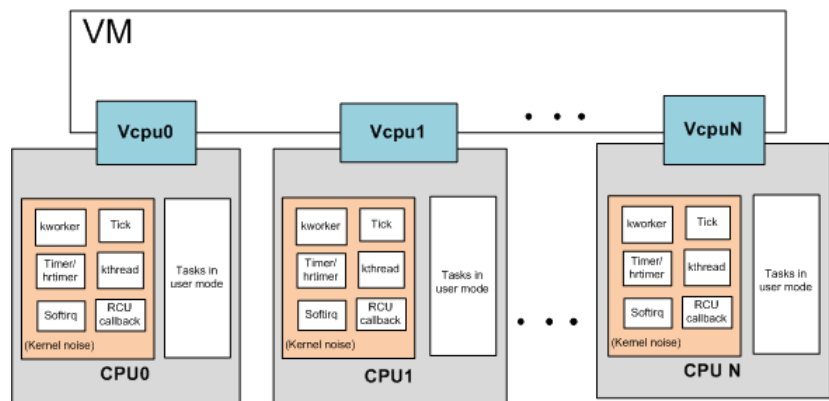 VM
Vcpu0
Vcpu1
• • •
VcpuN
kworker
Tick
Timer/
hrtimer
kthread
Softirq
RCU
callback
(Kernel noise)
Tasks in
user mode
CPU0
kworker
Tick
Timer/
hrtimer
kthread
Softirq
RCU
callback
(Kernel noise)
Tasks in
user mode
CPU1
• • •
kworker
Tick
Timer/
hrtimer
kthread
Softirq
RCU
callback
(Kernel noise)
Tasks in
user mode
CPU N